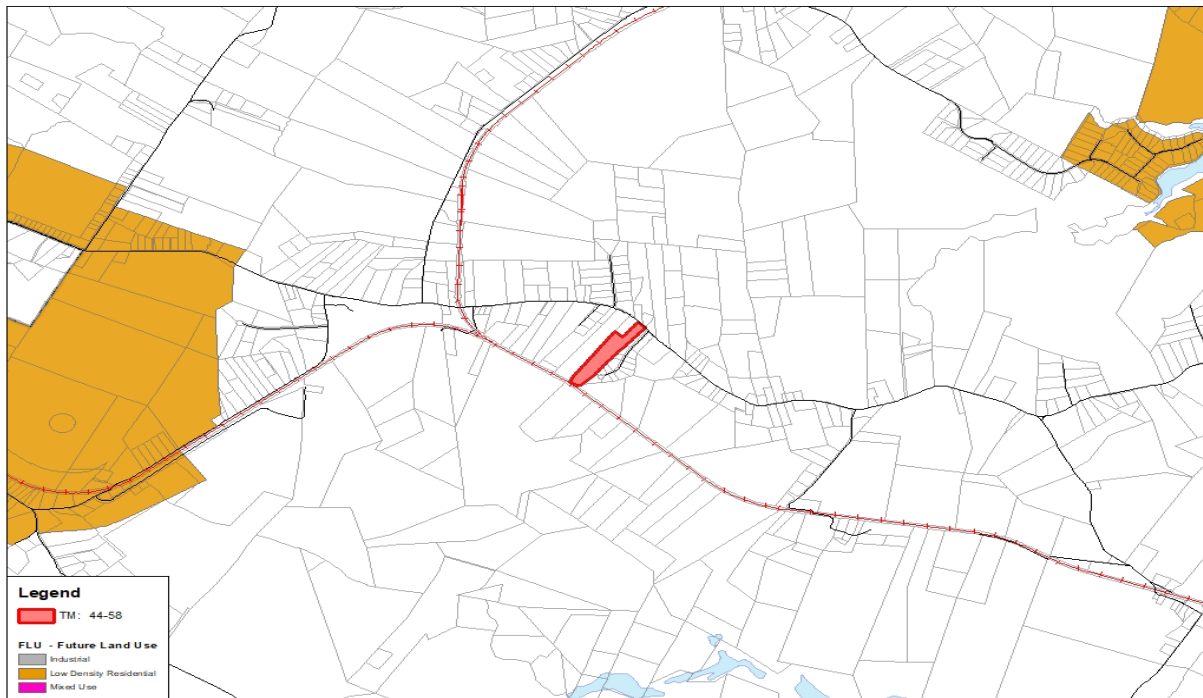 Legend
TM: 44-58
FLU - Future Land Use
Industrial
Low Density Residential
Mixed Use